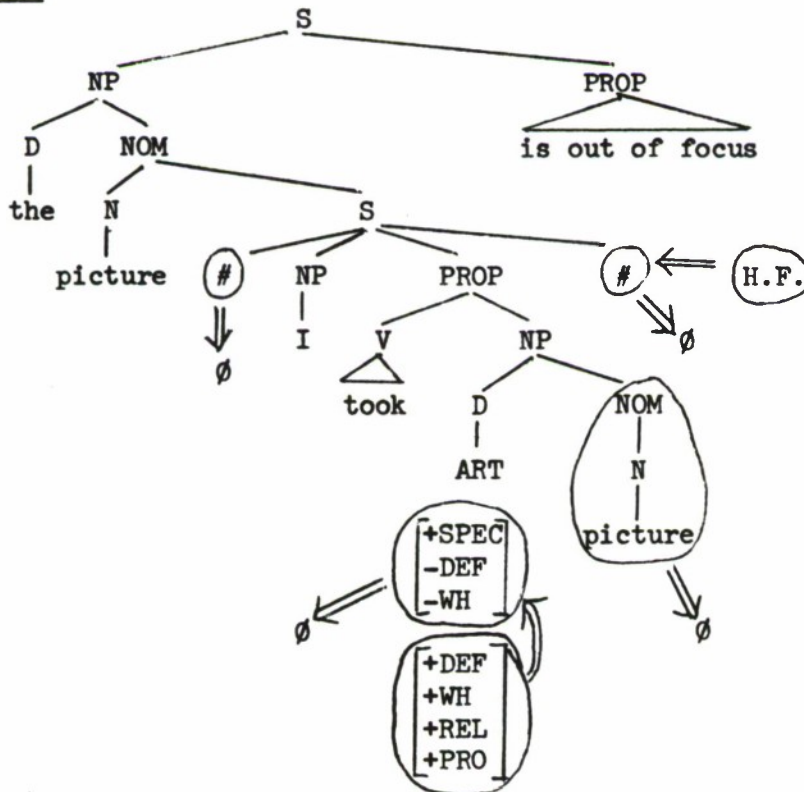 S
NP PROP
D NOM is out of focus
the N S
picture # NP PROP # H.F.
Ø I V NP Ø
took D NOM
ART N
picture
+SPEC
-DEF
-WH
Ø Ø
+DEF
+WH
+REL
+PRO